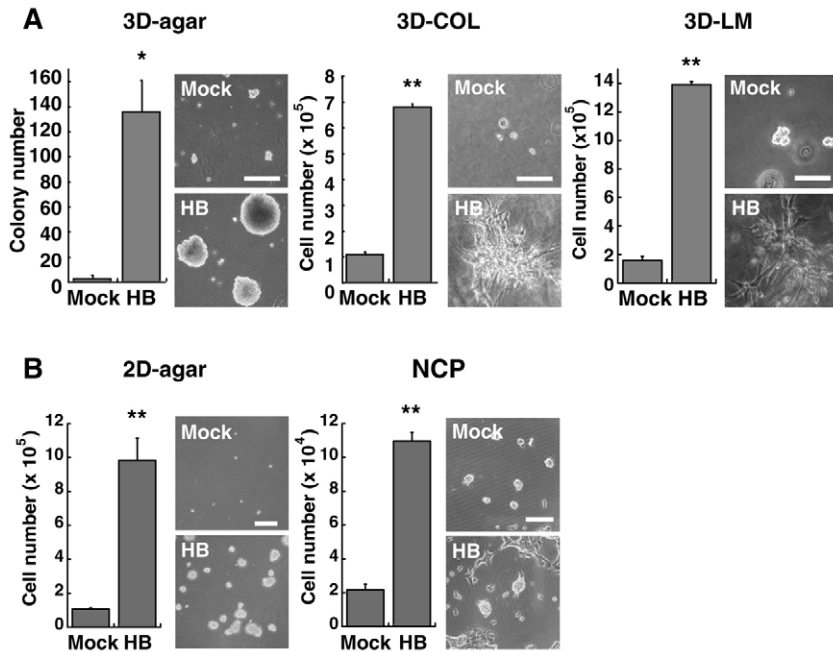 A
3D-agar
3D-COL
3D-LM
*
Colony number
160
140
120
100
80
60
40
20
0
Mock HB
Mock
HB
**
Cell number (x 10⁵)
8
7
6
5
4
3
2
1
0
Mock HB
Mock
HB
**
Cell number (x10⁵)
14
12
10
8
6
4
2
0
Mock HB
Mock
HB
B
2D-agar
NCP
**
Cell number (x 10⁵)
12
10
8
6
4
2
0
Mock HB
Mock
HB
**
Cell number (x 10⁴)
12
10
8
6
4
2
0
Mock HB
Mock
HB